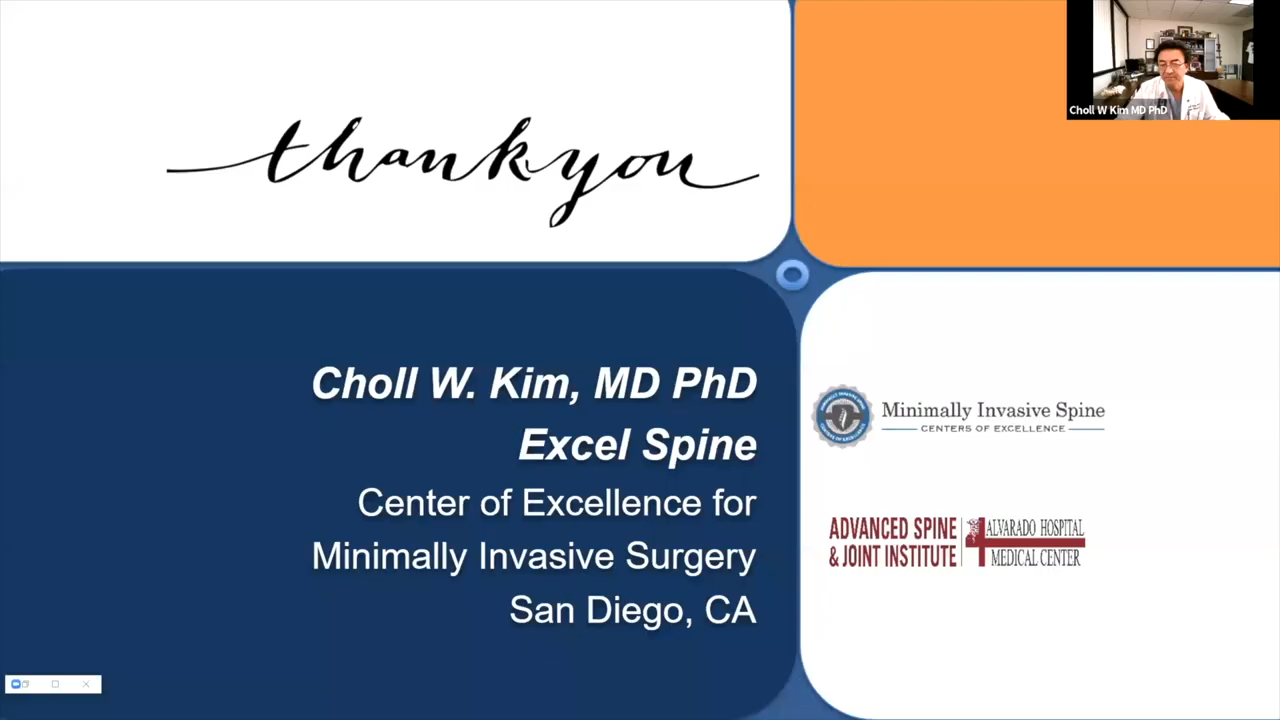 thank you
Choll W Kim MD PhD
Choll W. Kim, MD PhD
Excel Spine
Center of Excellence for
Minimally Invasive Surgery
San Diego, CA
Minimally Invasive Spine
CENTERS OF EXCELLENCE
ADVANCED SPINE
& JOINT INSTITUTE
ALVARADO HOSPITAL
MEDICAL CENTER